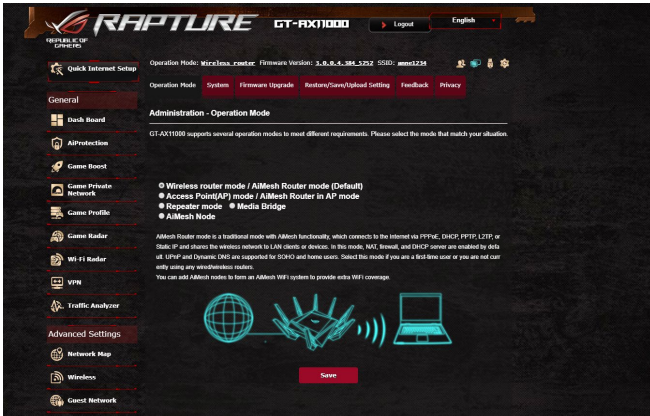 REPUBLIC OF
GAMERS
RAPTURE
GT-AX11000
Logout
English
Quick Internet Setup
General
Dash Board
AiProtection
Game Boost
Game Private
Network
Game Profile
Game Radar
Wi-Fi Radar
VPN
Traffic Analyzer
Advanced Settings
Network Map
Wireless
Guest Network
Operation Mode: Wireless router Firmware Version: 3.0.0.4.384_5252 SSID: anne1234
Operation Mode System Firmware Upgrade Restore/Save/Upload Setting Feedback Privacy
Administration - Operation Mode
GT-AX11000 supports several operation modes to meet different requirements. Please select the mode that match your situation.
Wireless router mode / AiMesh Router mode (Default)
Access Point(AP) mode / AiMesh Router in AP mode
Repeater mode Media Bridge
AiMesh Node
AiMesh Router mode is a traditional mode with AiMesh functionality, which connects to the Internet via PPPoE, DHCP, PPTP, L2TP, or
Static IP and shares the wireless network to LAN clients or devices. In this mode, NAT, firewall, and DHCP server are enabled by defa
ult. UPnP and Dynamic DNS are supported for SOHO and home users. Select this mode if you are a first-time user or you are not curr
ently using any wired/wireless routers.
You can add AiMesh nodes to form an AiMesh WiFi system to provide extra WiFi coverage.
Save